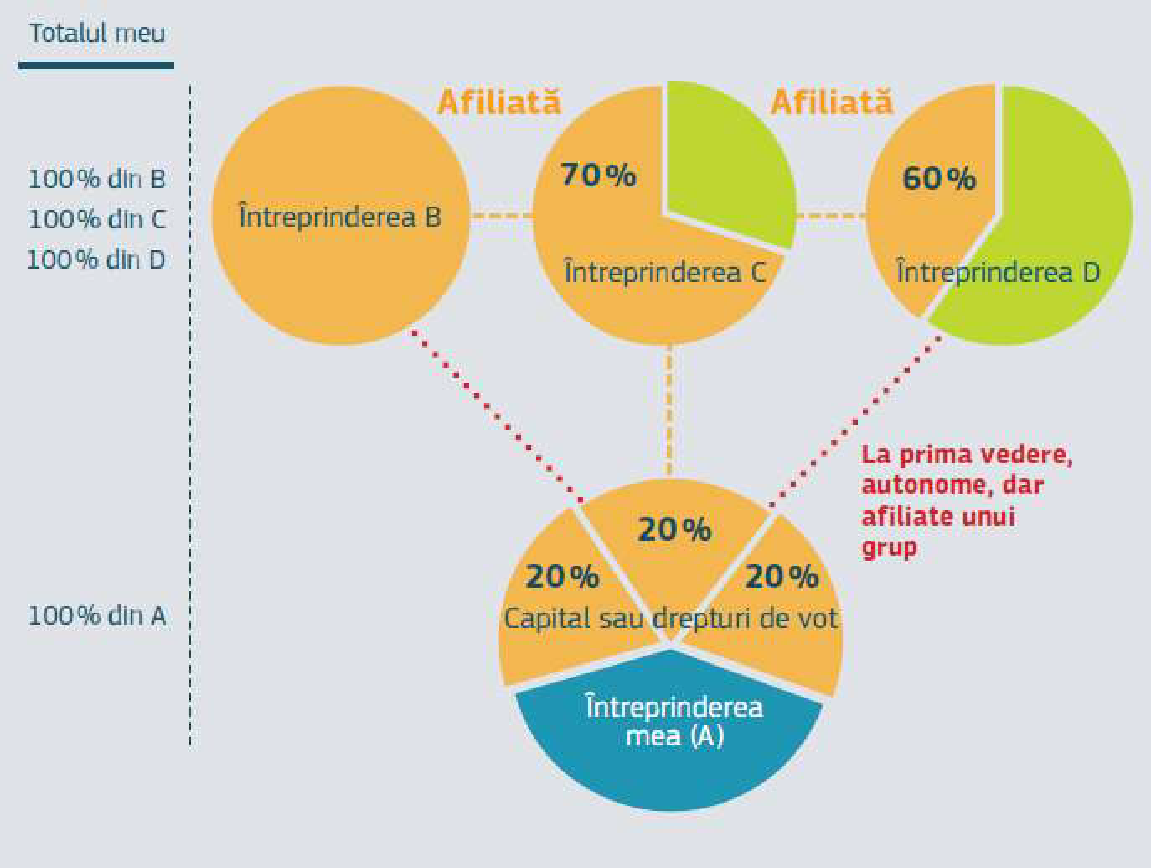 Totalul meu
100% din B
100% din C
100% din D
100% din A
Afiliată
Afiliată
Întreprinderea B
70%
Întreprinderea C
60%
Întreprinderea D
La prima vedere,
autonome, dar
afiliate unui
grup
20%
20%
20%
Capital sau drepturi de vot
Întreprinderea
mea (A)